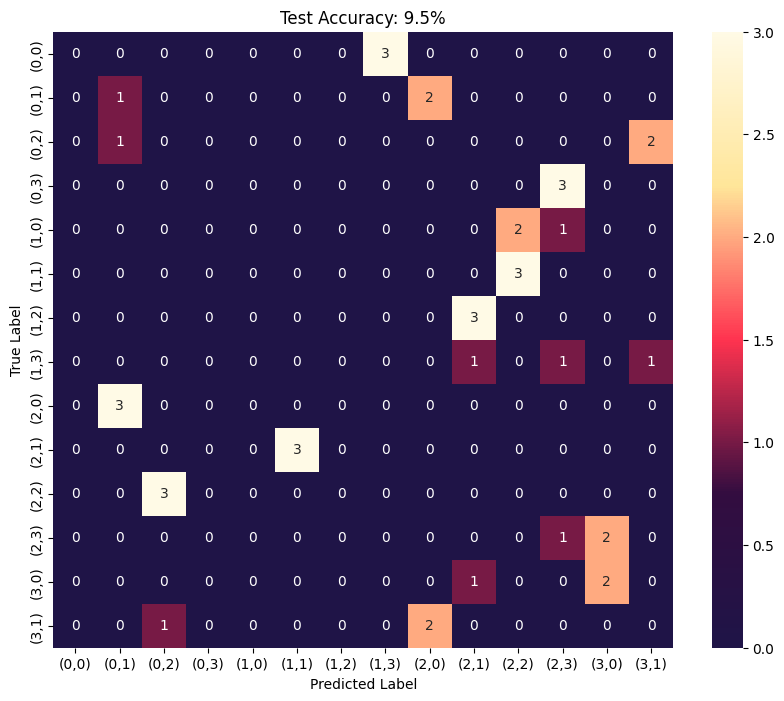 Test Accuracy: 9.5%
True Label
(0,0) 0 0 0 0 0 0 0 3 0 0 0 0 0 0
(0,1) 0 1 0 0 0 0 0 0 2 0 0 0 0 0
(0,2) 0 1 0 0 0 0 0 0 0 0 0 0 0 2
(0,3) 0 0 0 0 0 0 0 0 0 0 0 3 0 0
(1,0) 0 0 0 0 0 0 0 0 0 0 2 1 0 0
(1,1) 0 0 0 0 0 0 0 0 0 0 3 0 0 0
(1,2) 0 0 0 0 0 0 0 0 0 3 0 0 0 0
(1,3) 0 0 0 0 0 0 0 0 0 1 0 1 0 1
(2,0) 0 3 0 0 0 0 0 0 0 0 0 0 0 0
(2,1) 0 0 0 0 0 3 0 0 0 0 0 0 0 0
(2,2) 0 0 3 0 0 0 0 0 0 0 0 0 0 0
(2,3) 0 0 0 0 0 0 0 0 0 0 0 1 2 0
(3,0) 0 0 0 0 0 0 0 0 0 1 0 0 2 0
(3,1) 0 0 1 0 0 0 0 0 2 0 0 0 0 0
(0,0) (0,1) (0,2) (0,3) (1,0) (1,1) (1,2) (1,3) (2,0) (2,1) (2,2) (2,3) (3,0) (3,1)
Predicted Label
3.0
2.5
2.0
1.5
1.0
0.5
0.0